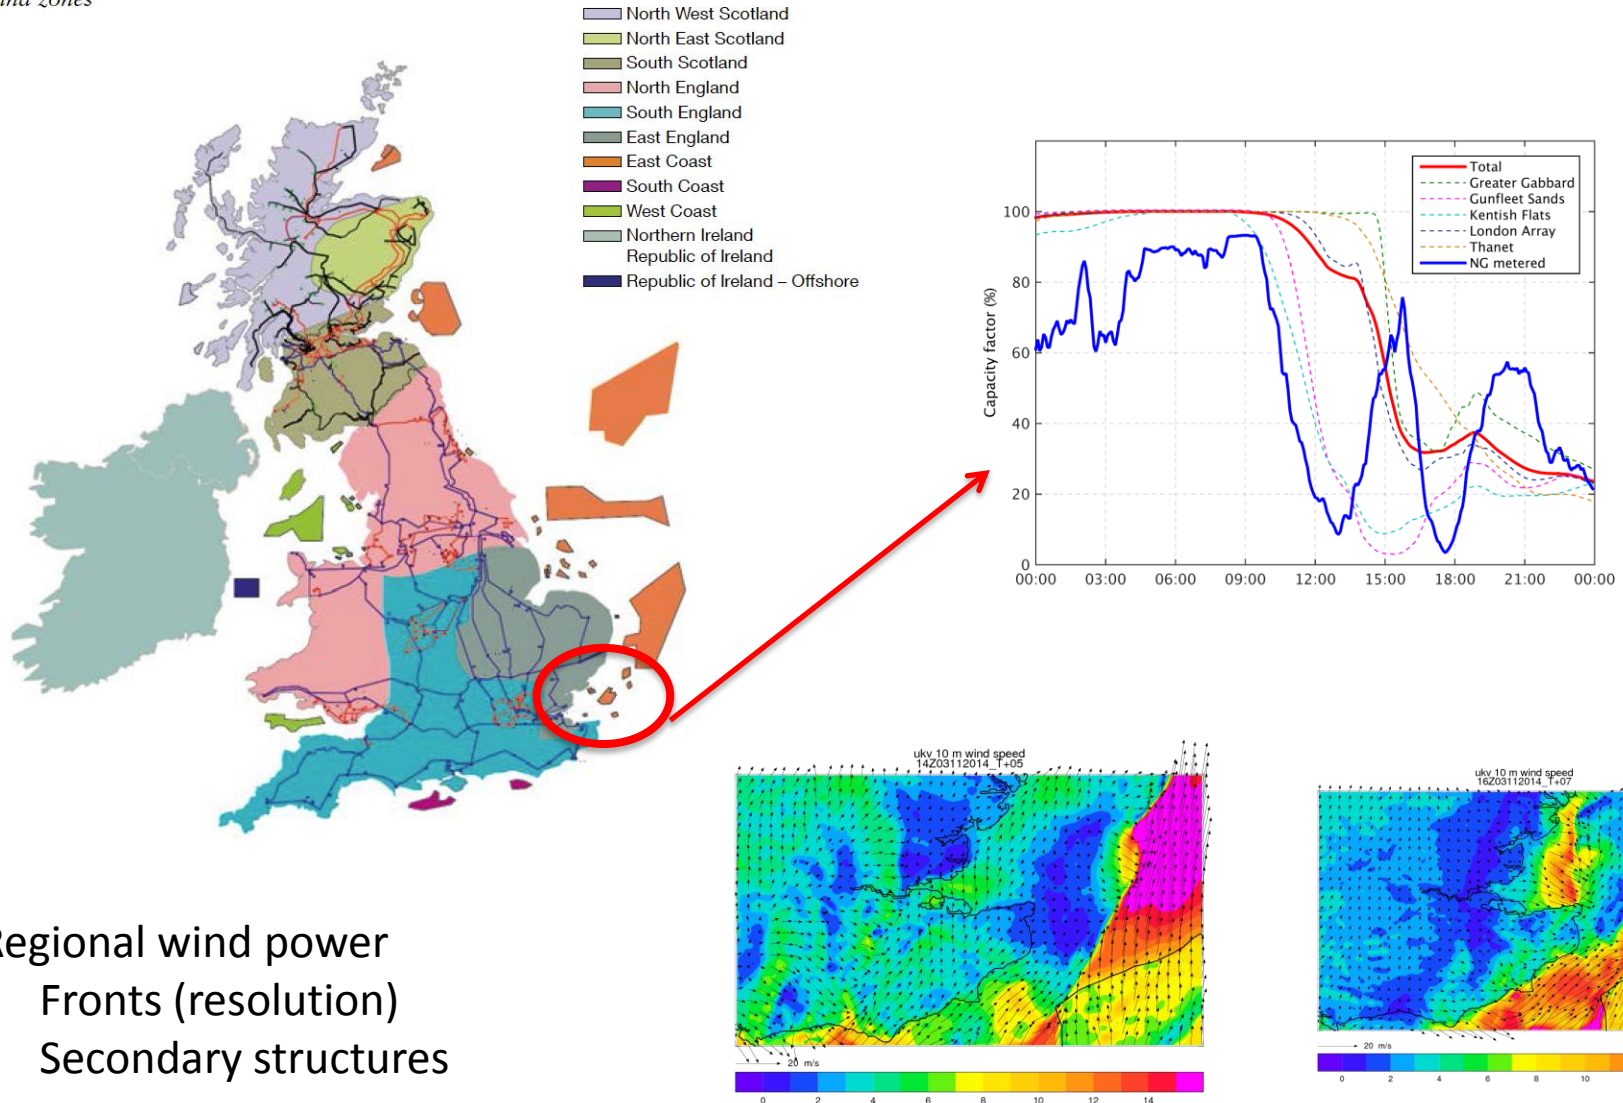 zones
North West Scotland
North East Scotland
South Scotland
North England
South England
East England
East Coast
South Coast
West Coast
Northern Ireland
Republic of Ireland
Republic of Ireland – Offshore
Total
Greater Gabbard
Gunfleet Sands
Kentish Flats
London Array
Thanet
NG metered
Capacity factor (%)
100
80
60
40
20
0
00:00 03:00 06:00 09:00 12:00 15:00 18:00 21:00 00:00
ukv 10 m wind speed
14Z03112014_T+05
20 m/s
0 2 4 6 8 10 12 14
ukv 10 m wind speed
16Z03112014_T+07
20 m/s
0 2 4 6 8 10
Regional wind power
Fronts (resolution)
Secondary structures